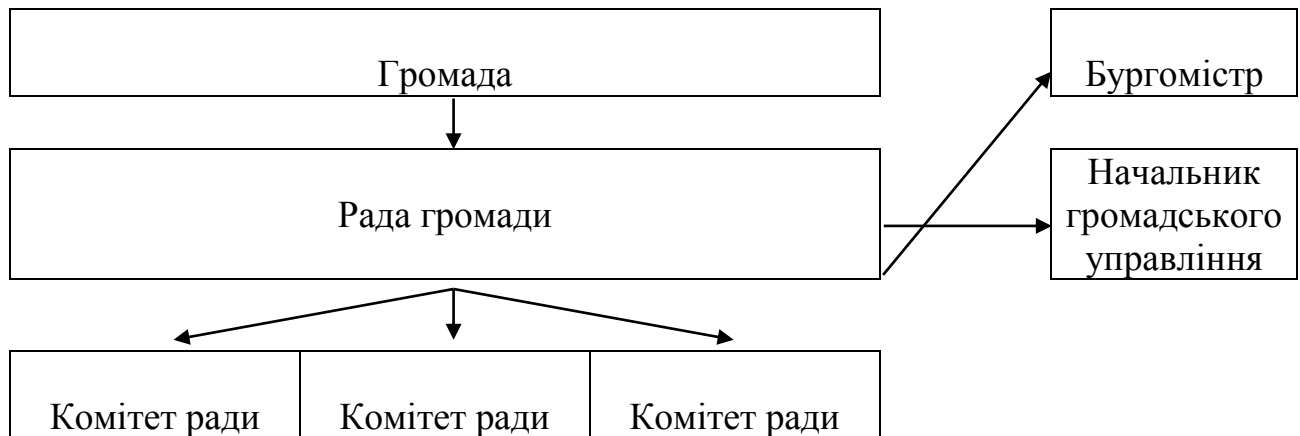 Громада
Бургомістр
Рада громади
Начальник
громадського
управління
Комітет ради
Комітет ради
Комітет ради